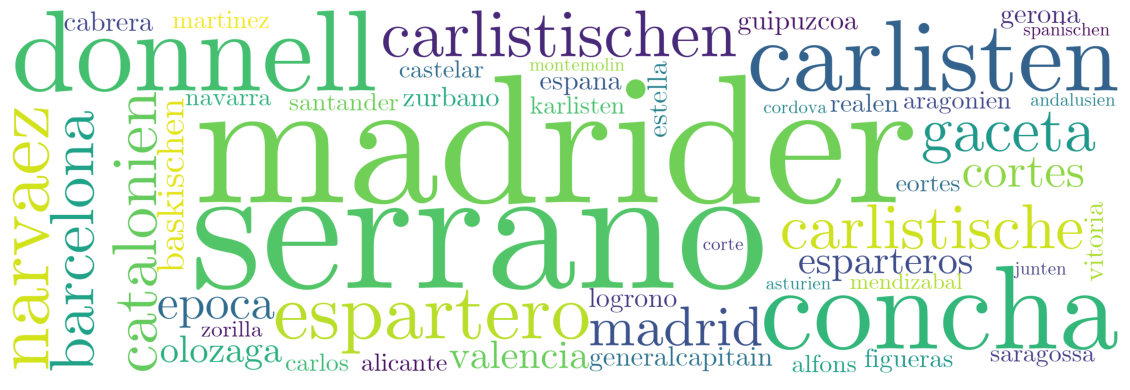 cabrera
martinez
donnell
carlistischen
guipuzcoa
gerona
spanischen
carlisten
castelar
montemolin
espana
estella
navarra
santander
zurbano
karlisten
cordova
realen
aragonien
andalusien
narvaez
barcelona
catalonien
baskischen
madrider
gaceta
eortes
cortes
serrano
corte
carlistische
vitoria
esparteros
junten
asturien
mendizabal
epoca
zorilla
espartero
logrono
madrid
concha
olozaga
carlos
alicante
valencia
generalcapitain
alfons
figueras
saragossa